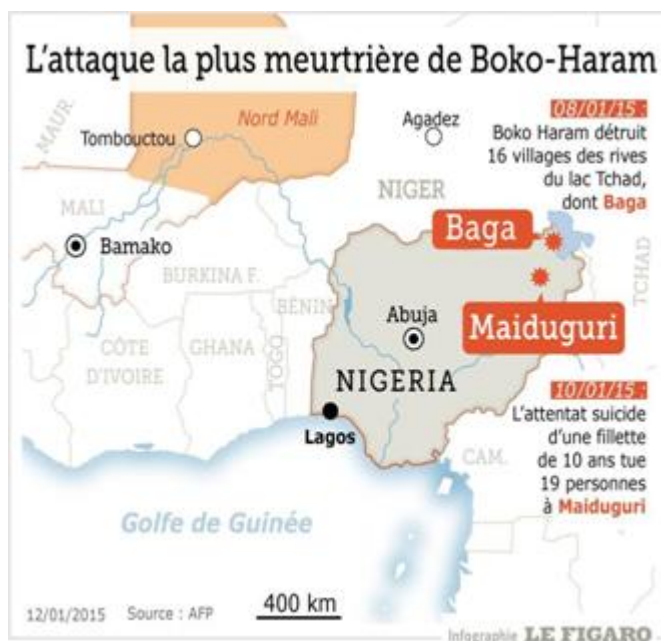 L'attaque la plus meurtrière de Boko-Haram
MAUR.
Nord Mali
Tombouctou
Agadez
08/01/15 :
Boko Haram détruit
16 villages des rives
du lac Tchad,
dont Baga
NIGER
MALI
Bamako
Baga
TCHAD
BURKINA F.
BÉNIN
Abuja
Maiduguri
CÔTE
D'IVOIRE
GHANA
TOGO
NIGERIA
10/01/15 :
L'attentat suicide
d'une fillette
de 10 ans tue
19 personnes
à Maiduguri
Lagos
CAM.
Golfe de Guinée
12/01/2015 Source : AFP
400 km
Infographie LE FIGARO